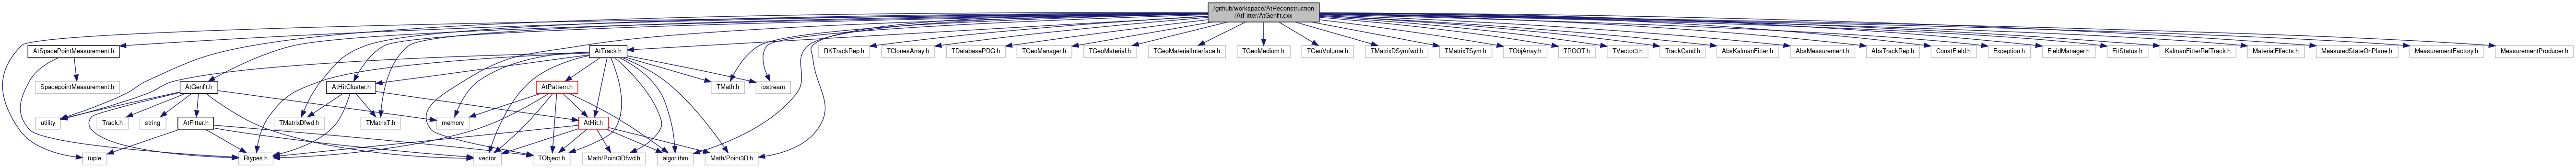 /github/workspace/AtReconstruction
/AtFitter/AtGenfit.cxx
AtSpacePointMeasurement.h
AtTrack.h
RKTrackRep.h
TClonesArray.h
TDatabasePDG.h
TGeoManager.h
TGeoMaterial.h
TGeoMaterialInterface.h
TGeoMedium.h
TGeoVolume.h
TMatrixDSymfwd.h
TMatrixTSym.h
TObjArray.h
TROOT.h
TVector3.h
TrackCand.h
AbsKalmanFitter.h
AbsMeasurement.h
AbsTrackRep.h
ConstField.h
Exception.h
FieldManager.h
FitStatus.h
KalmanFitterRefTrack.h
MaterialEffects.h
MeasuredStateOnPlane.h
MeasurementFactory.h
MeasurementProducer.h
SpacepointMeasurement.h
AtGenfit.h
AtHitCluster.h
AtPattern.h
TMath.h
iostream
utility
Track.h
string
AtFitter.h
TMatrixDfwd.h
TMatrixT.h
memory
AtHit.h
tuple
Rtypes.h
vector
TObject.h
Math/Point3Dfwd.h
algorithm
Math/Point3D.h